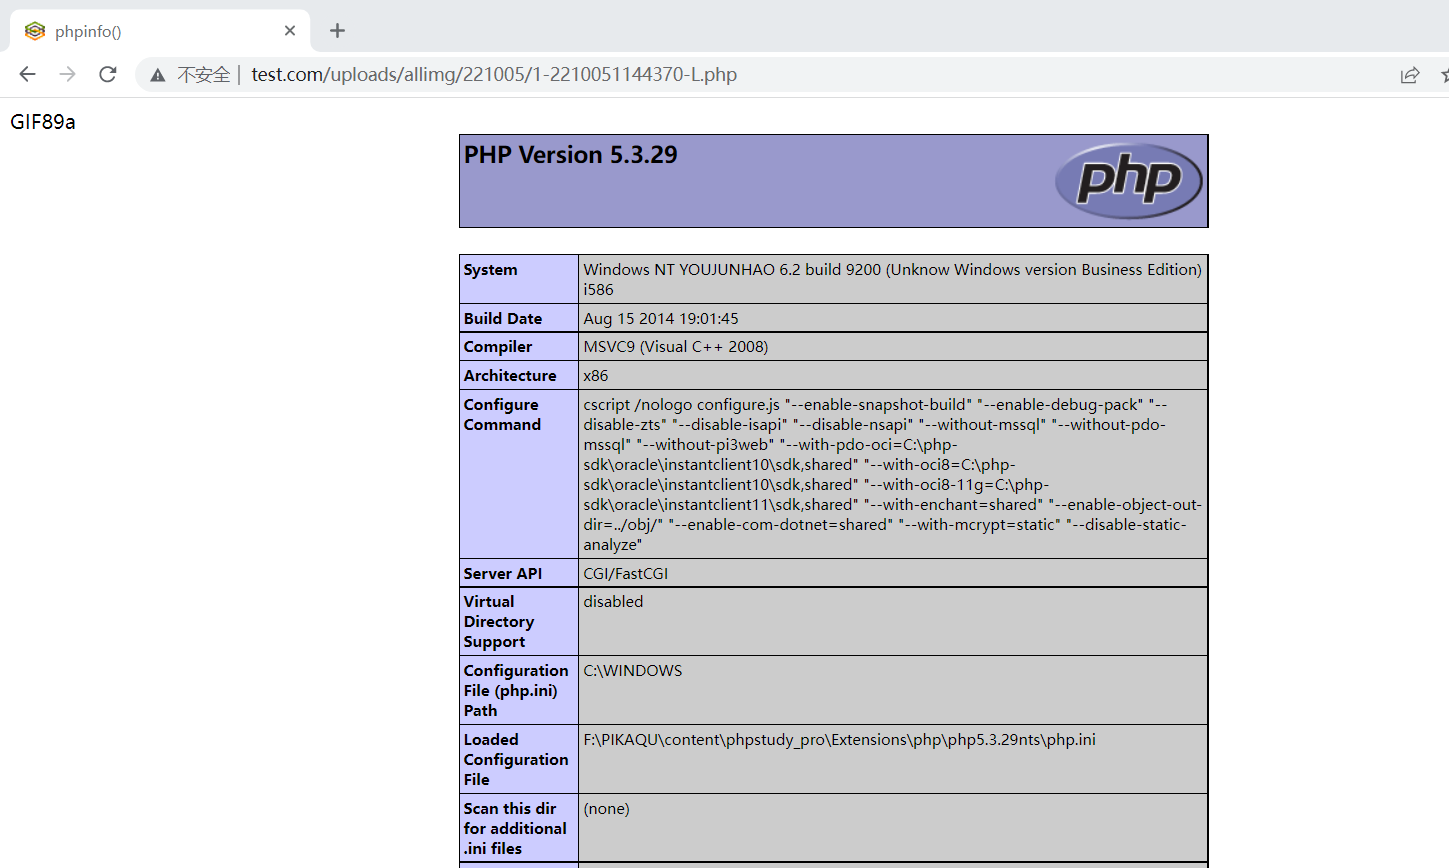 phpinfo()
不安全 | test.com/uploads/allimg/221005/1-2210051144370-L.php
GIF89a
PHP Version 5.3.29
php
System
Windows NT YOUJUNHAO 6.2 build 9200 (Unknow Windows version Business Edition)
i586
Build Date
Aug 15 2014 19:01:45
Compiler
MSVC9 (Visual C++ 2008)
Architecture
x86
Configure
Command
cscript /nologo configure.js "--enable-snapshot-build" "--enable-debug-pack" "--
disable-zts" "--disable-isapi" "--disable-nsapi" "--without-mssql" "--without-pdo-
mssql" "--without-pi3web" "--with-pdo-oci=C:\php-
sdk\oracle\instantclient10\sdk,shared" "--with-oci8=C:\php-
sdk\oracle\instantclient10\sdk,shared" "--with-oci8-11g=C:\php-
sdk\oracle\instantclient11\sdk,shared" "--with-enchant=shared" "--enable-object-out-
dir=../obj/" "--enable-com-dotnet=shared" "--with-mcrypt=static" "--disable-static-
analyze"
Server API
CGI/FastCGI
Virtual
Directory
Support
disabled
Configuration
File (php.ini)
Path
C:\WINDOWS
Loaded
Configuration
File
F:\PIKAQU\content\phpstudy_pro\Extensions\php\php5.3.29nts\php.ini
Scan this dir
for additional
.ini files
(none)